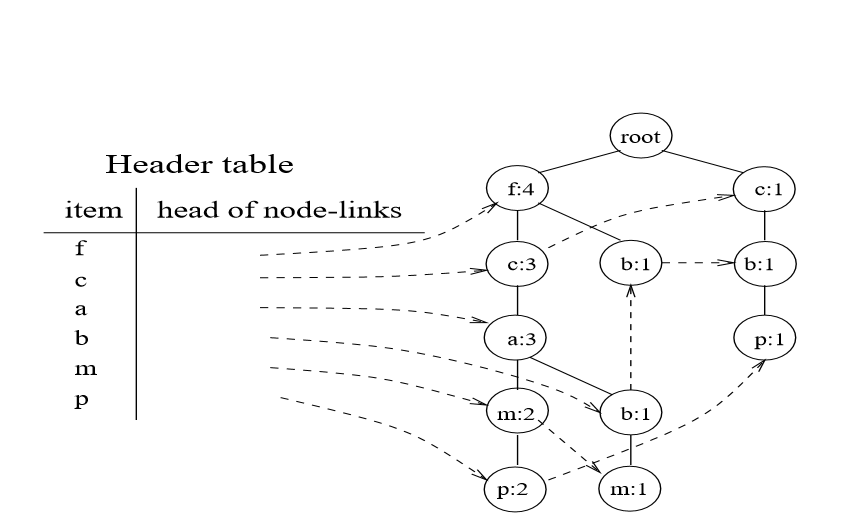 root
Header table
f:4
c:1
item head of node-links
f
c
c:3
b:1
b:1
a
b
a:3
p:1
m
p
m:2
b:1
p:2
m:1